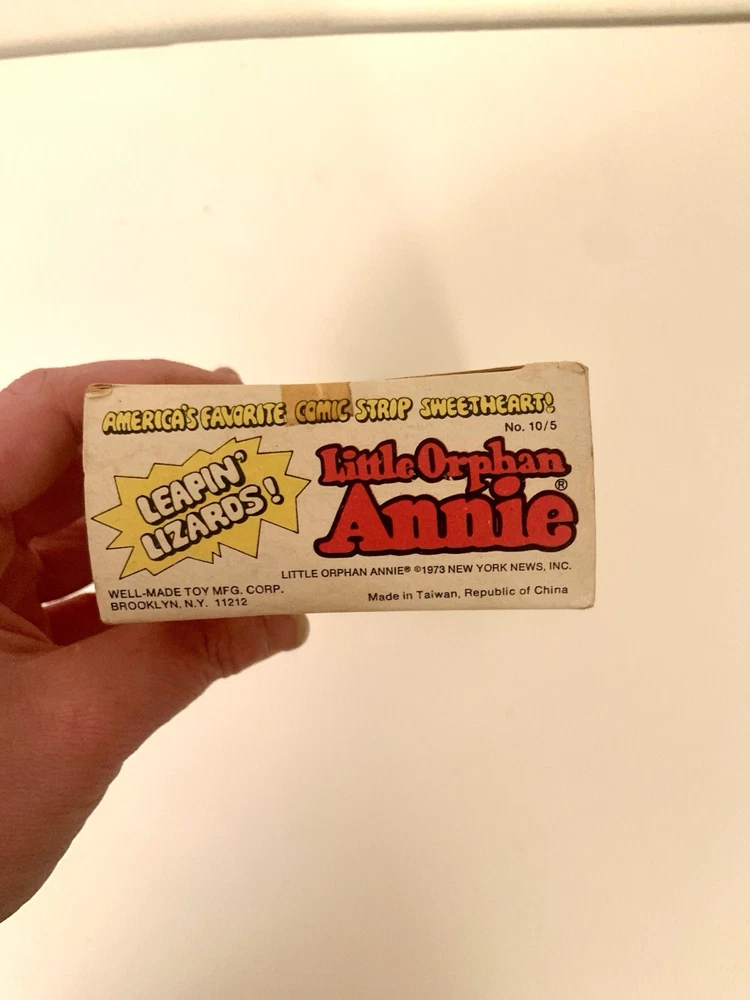 AMERICA'S FAVORITE COMIC STRIP SWEETHEART!
No. 10/5
LEAPIN'
LIZARDS!
Little Orphan
Annie®
LITTLE ORPHAN ANNIE® ©1973 NEW YORK NEWS, INC.
WELL-MADE TOY MFG. CORP.
BROOKLYN, N.Y. 11212
Made in Taiwan, Republic of China